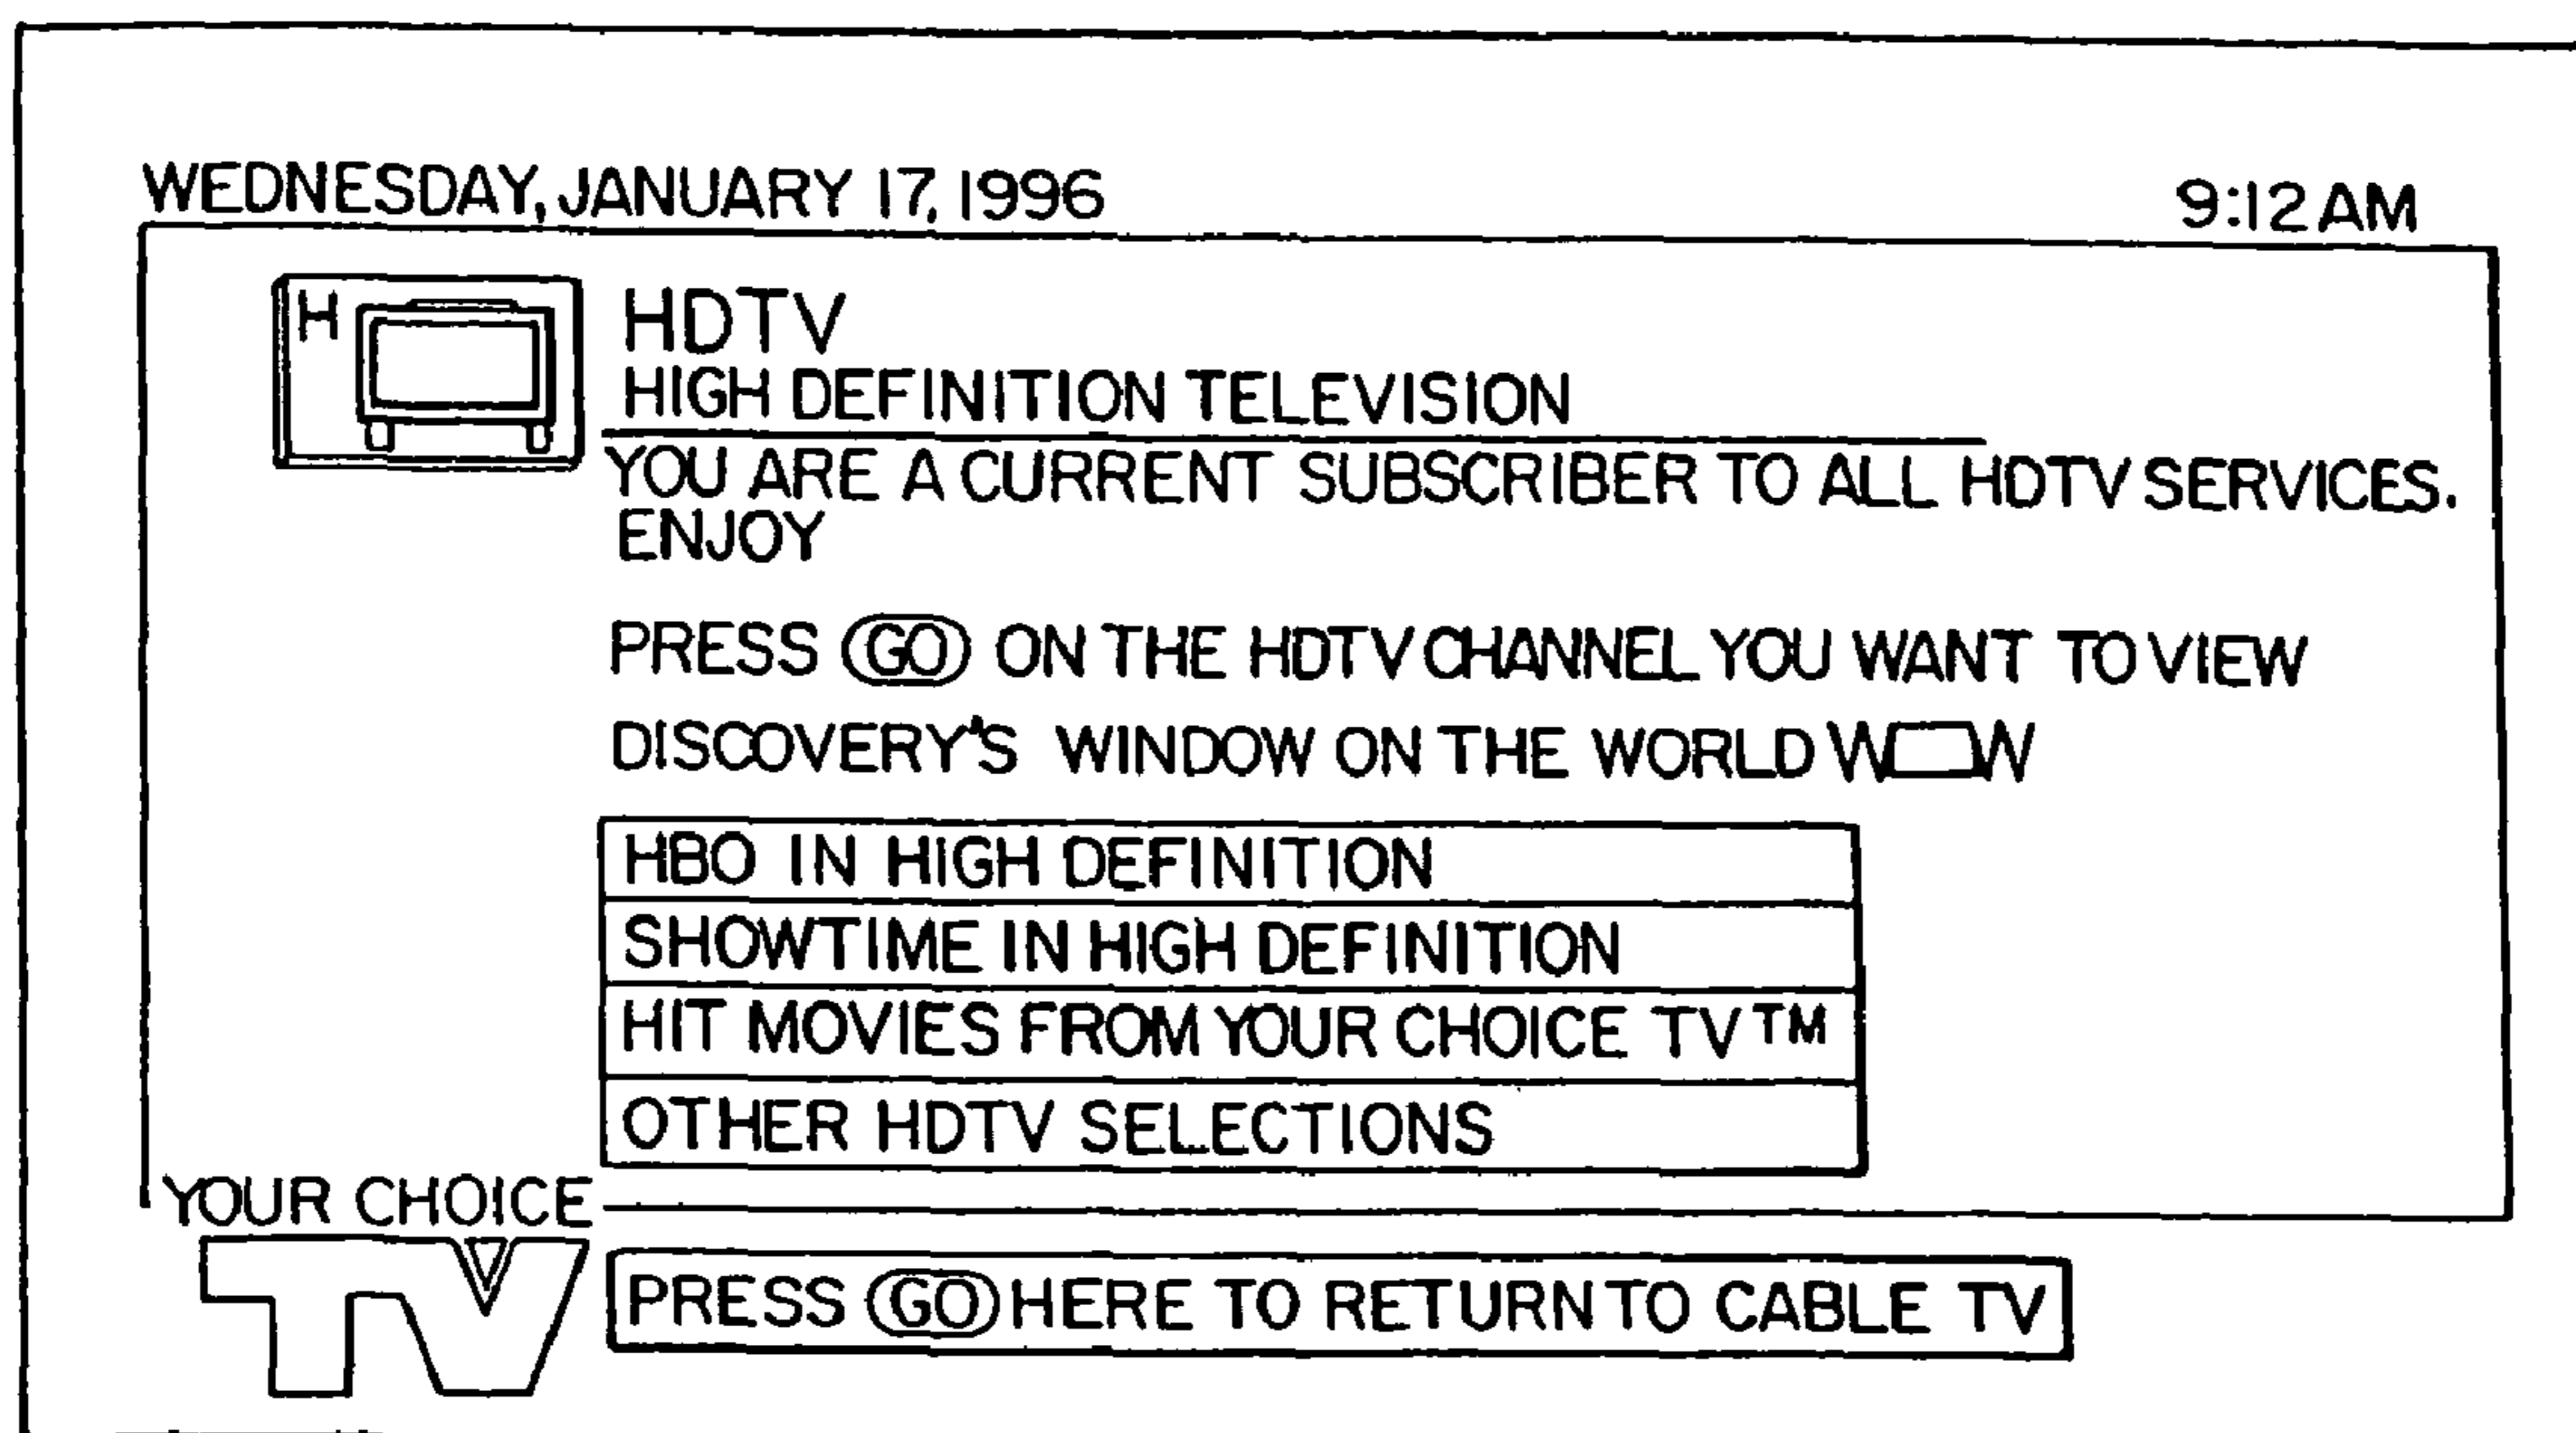 WEDNESDAY, JANUARY 17, 1996 9:12 AM
H
HDTV
HIGH DEFINITION TELEVISION
YOU ARE A CURRENT SUBSCRIBER TO ALL HDTV SERVICES.
ENJOY
PRESS GO ON THE HDTV CHANNEL YOU WANT TO VIEW
DISCOVERY'S WINDOW ON THE WORLD WOW
HBO IN HIGH DEFINITION
SHOWTIME IN HIGH DEFINITION
HIT MOVIES FROM YOUR CHOICE TV™
OTHER HDTV SELECTIONS
YOUR CHOICE
TV
PRESS GO HERE TO RETURN TO CABLE TV